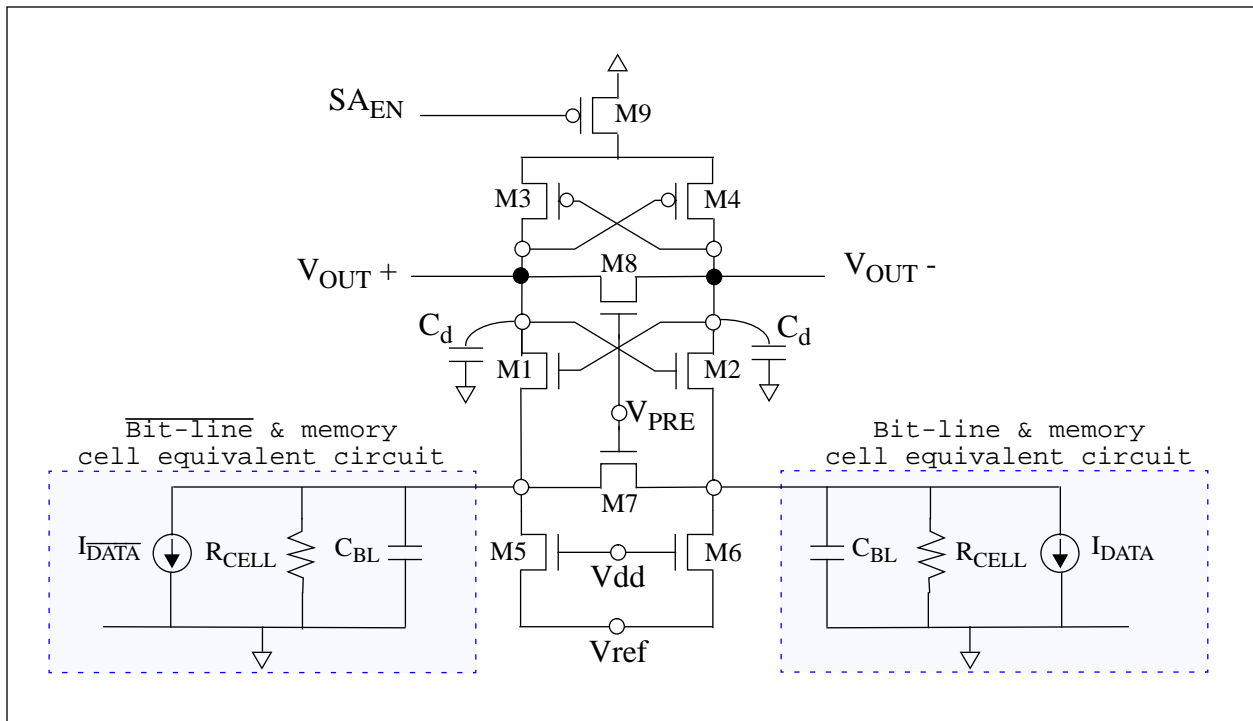 SA_EN
M9
M3
M4
V_OUT +
M8
V_OUT -
C_d
C_d
M1
M2
V_PRE
Bit-line & memory
cell equivalent circuit
Bit-line & memory
cell equivalent circuit
M7
I_DATA
R_CELL
C_BL
M5
M6
C_BL
R_CELL
I_DATA
Vdd
Vref